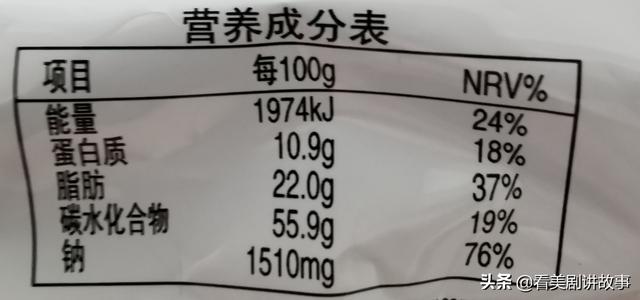 营养成分表
项目 每100g NRV%
能量 1974kJ 24%
蛋白质 10.9g 18%
脂肪 22.0g 37%
碳水化合物 55.9g 19%
钠 1510mg 76%
头条 @看美剧讲故事